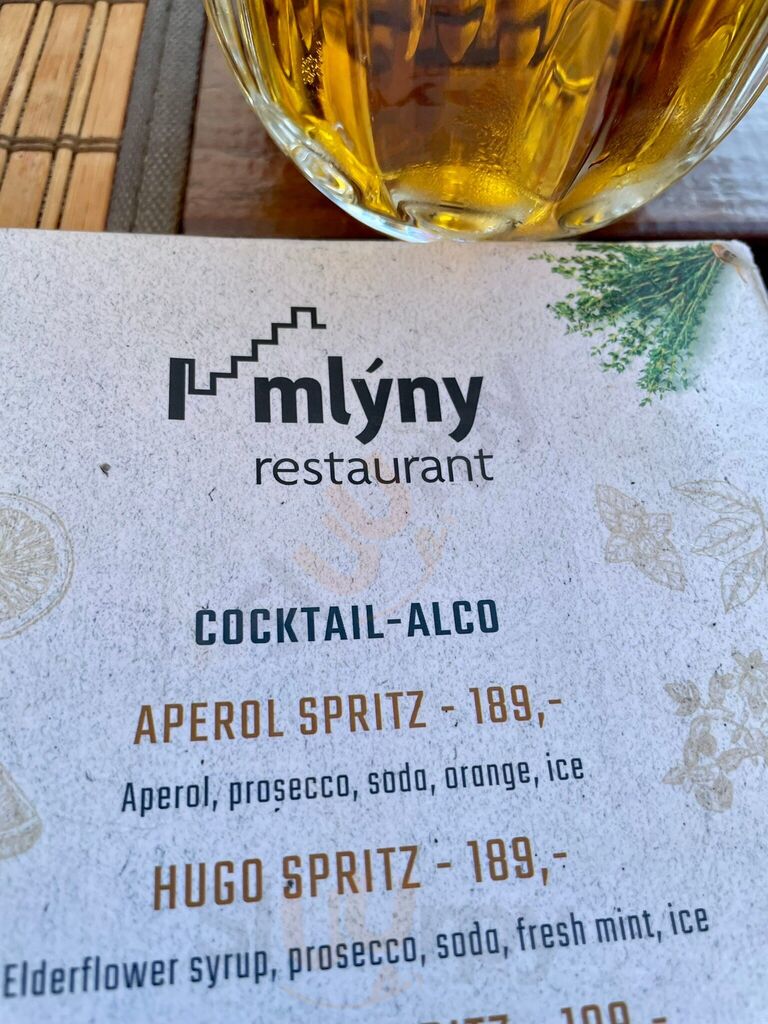 mlýny
restaurant
COCKTAIL-ALCO
APEROL SPRITZ - 189,-
Aperol, prosecco, soda, orange, ice
HUGO SPRITZ - 189,-
Elderflower syrup, prosecco, soda, fresh mint, ice